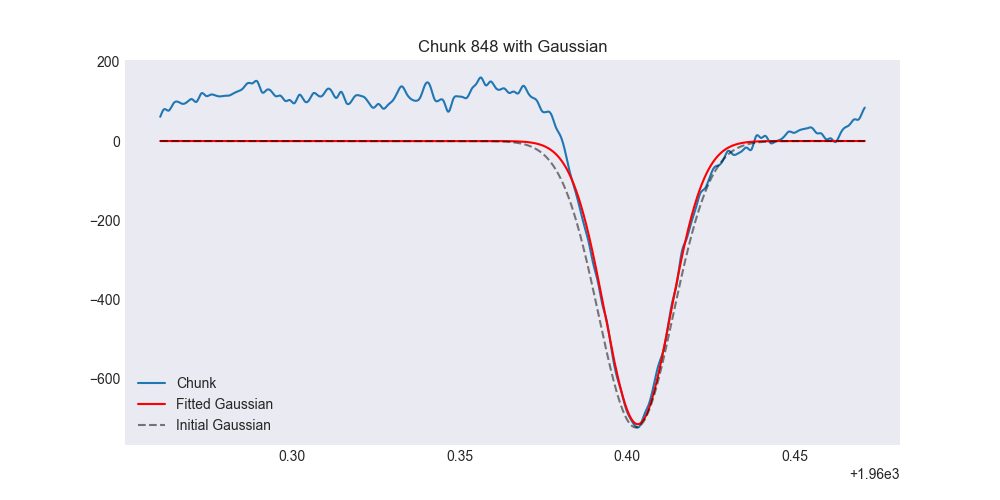 Chunk 848 with Gaussian
200
0
−200
−400
−600
Chunk
Fitted Gaussian
Initial Gaussian
0.30 0.35 0.40 0.45
+1.96e3